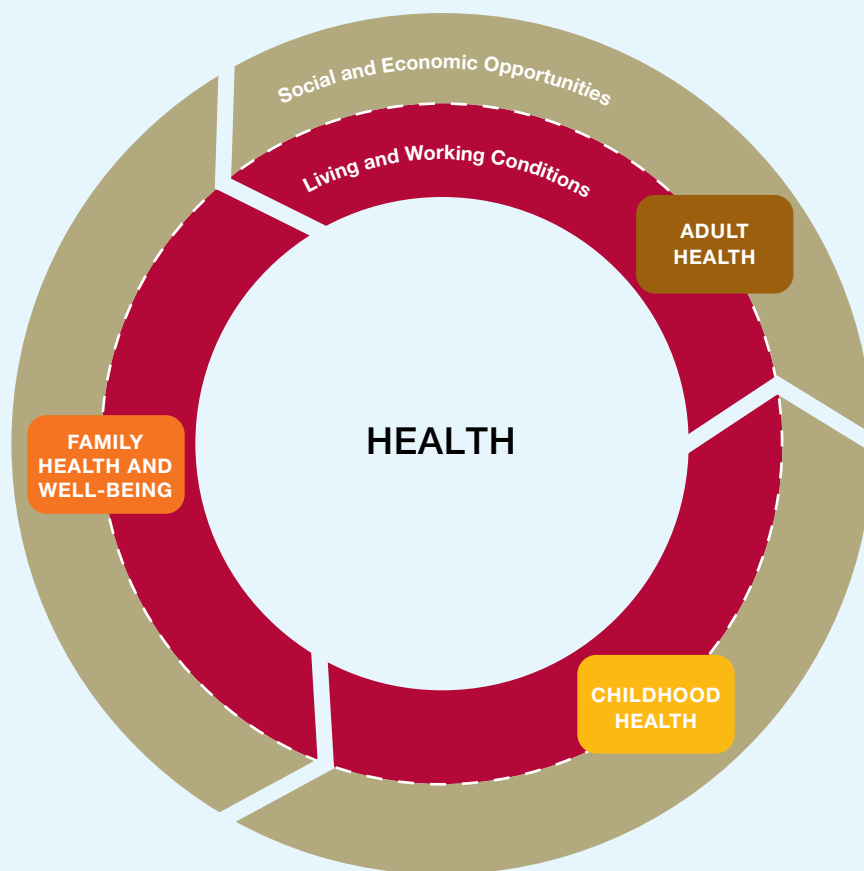 Social and Economic Opportunities
Living and Working Conditions
ADULT
HEALTH
HEALTH
FAMILY
HEALTH AND
WELL-BEING
CHILDHOOD
HEALTH